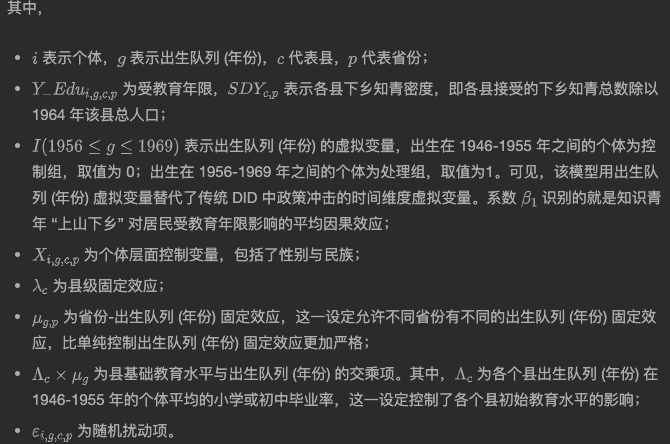 其中，
• i 表示个体，g 表示出生队列 (年份)，c 代表县，p 代表省份；
• Y_Edu_{i,g,c,p} 为受教育年限，SDY_{c,p} 表示各县下乡知青密度，即各县接受的下乡知青总数除以
1964 年该县总人口；
• I(1956 ≤ g ≤ 1969) 表示出生队列 (年份) 的虚拟变量，出生在 1946-1955 年之间的个体为控
制组，取值为 0；出生在 1956-1969 年之间的个体为处理组，取值为1。可见，该模型用出生队
列 (年份) 虚拟变量替代了传统 DID 中政策冲击的时间维度虚拟变量。系数 β₁ 识别的就是知识青
年 “上山下乡” 对居民受教育年限影响的平均因果效应；
• X_{i,g,c,p} 为个体层面控制变量，包括了性别与民族；
• λ_c 为县级固定效应；
• μ_{g,p} 为省份-出生队列 (年份) 固定效应，这一设定允许不同省份有不同的出生队列 (年份) 固定效
应，比单纯控制出生队列 (年份) 固定效应更加严格；
• Λ_c × μ_g 为县基础教育水平与出生队列 (年份) 的交乘项。其中，Λ_c 为各个县出生队列 (年份) 在
1946-1955 年的个体平均的小学或初中毕业率，这一设定控制了各个县初始教育水平的影响；
• ε_{i,g,c,p} 为随机扰动项。